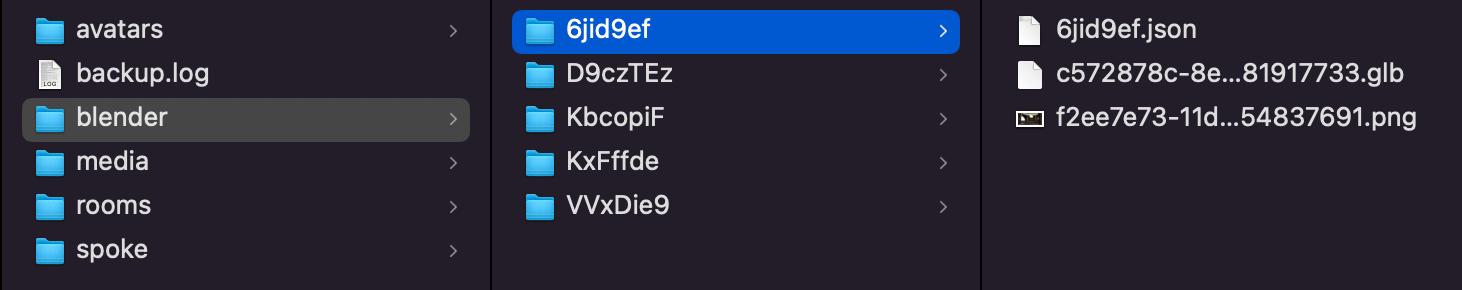 avatars
backup.log
LOG
blender
media
rooms
spoke
6jid9ef
D9czTEz
KbcopiF
KxFffde
VVxDie9
6jid9ef.json
c572878c-8e...81917733.glb
f2ee7e73-11d...54837691.png